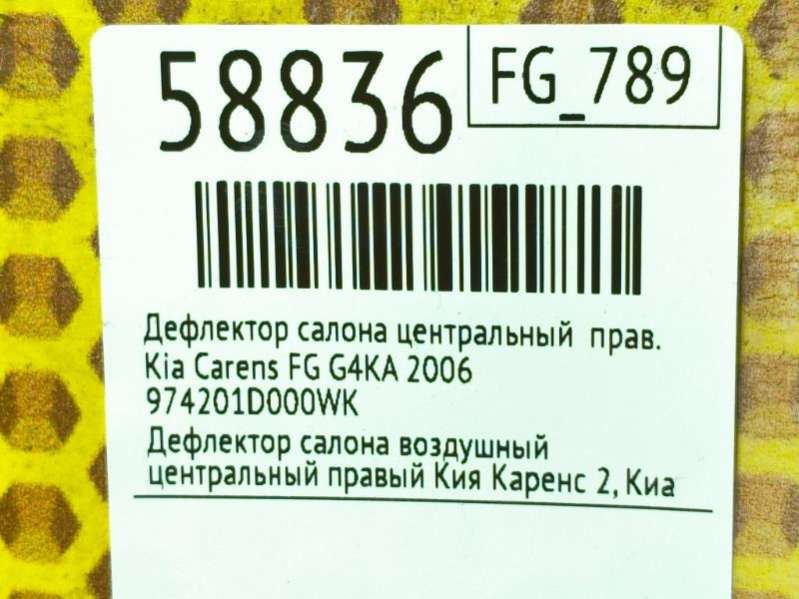 58836
FG_789
Дефлектор салона центральный прав.
Kia Carens FG G4KA 2006
974201D000WK
Дефлектор салона воздушный
центральный правый Кия Каренс 2, Киа